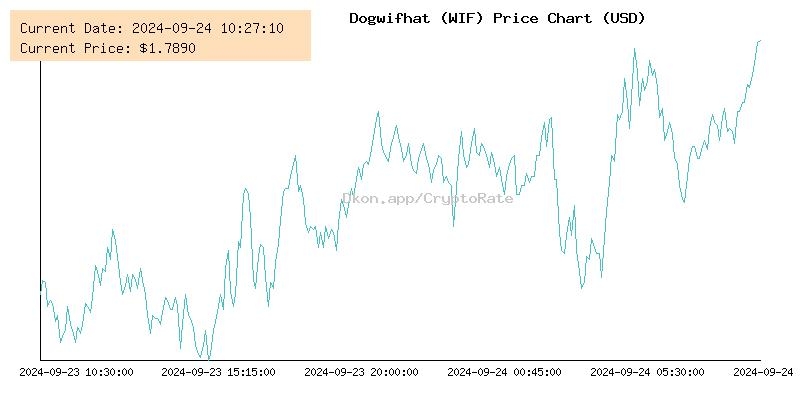 Dogwifhat (WIF) Price Chart (USD)
Current Date: 2024-09-24 10:27:10
Current Price: $1.7890
Dkon.app/CryptoRate
2024-09-23 10:30:00 2024-09-23 15:15:00 2024-09-23 20:00:00 2024-09-24 00:45:00 2024-09-24 05:30:00 2024-09-24